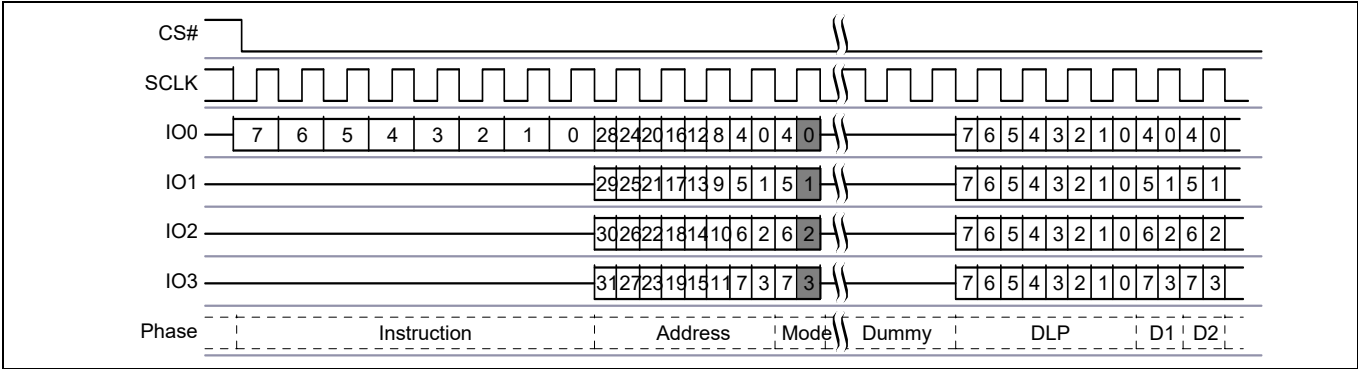 CS#
SCLK
IO0 7 6 5 4 3 2 1 0 28 24 20 16 12 8 4 0 4 0 7 6 5 4 3 2 1 0 4 0 4 0
IO1 29 25 21 17 13 9 5 1 5 1 7 6 5 4 3 2 1 0 5 1 5 1
IO2 30 26 22 18 14 10 6 2 6 2 7 6 5 4 3 2 1 0 6 2 6 2
IO3 31 27 23 19 15 11 7 3 7 3 7 6 5 4 3 2 1 0 7 3 7 3
Phase Instruction Address Mode Dummy DLP D1 D2